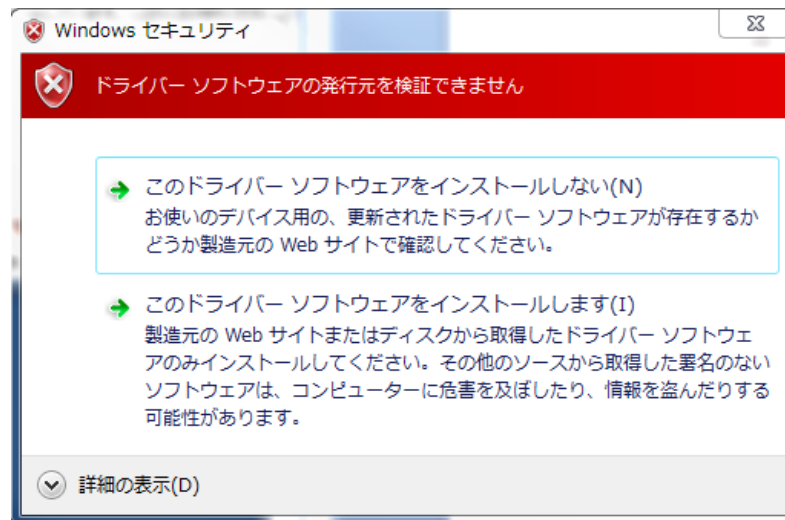 Windows セキュリティ
ドライバー ソフトウェアの発行元を検証できません
このドライバー ソフトウェアをインストールしない(N)
お使いのデバイス用の、更新されたドライバー ソフトウェアが存在するか
どうか製造元の Web サイトで確認してください。
このドライバー ソフトウェアをインストールします(I)
製造元の Web サイトまたはディスクから取得したドライバー ソフトウェ
アのみインストールしてください。その他のソースから取得した署名のない
ソフトウェアは、コンピューターに危害を及ぼしたり、情報を盗んだりする
可能性があります。
詳細の表示(D)